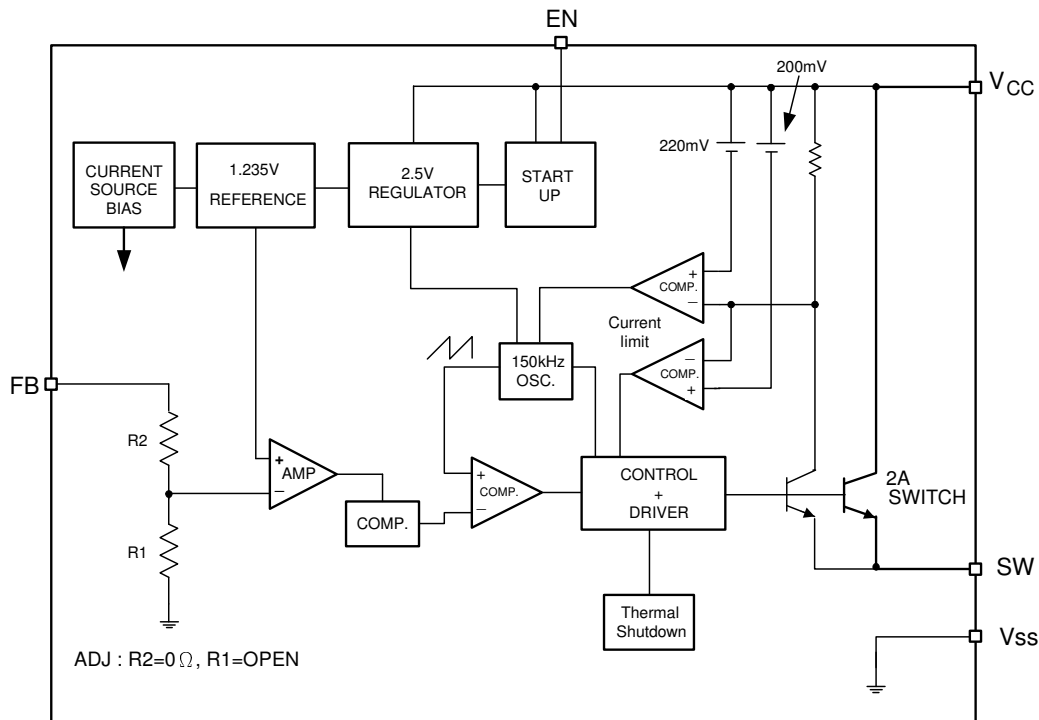 EN
200mV
VCC
220mV
CURRENT
SOURCE
BIAS
1.235V
REFERENCE
2.5V
REGULATOR
START
UP
+
COMP.
−
Current
limit
−
COMP.
+
150kHz
OSC.
FB
R2
+
AMP
−
COMP.
+
COMP.
−
CONTROL
+
DRIVER
2A
SWITCH
R1
SW
Thermal
Shutdown
Vss
ADJ : R2=0Ω, R1=OPEN